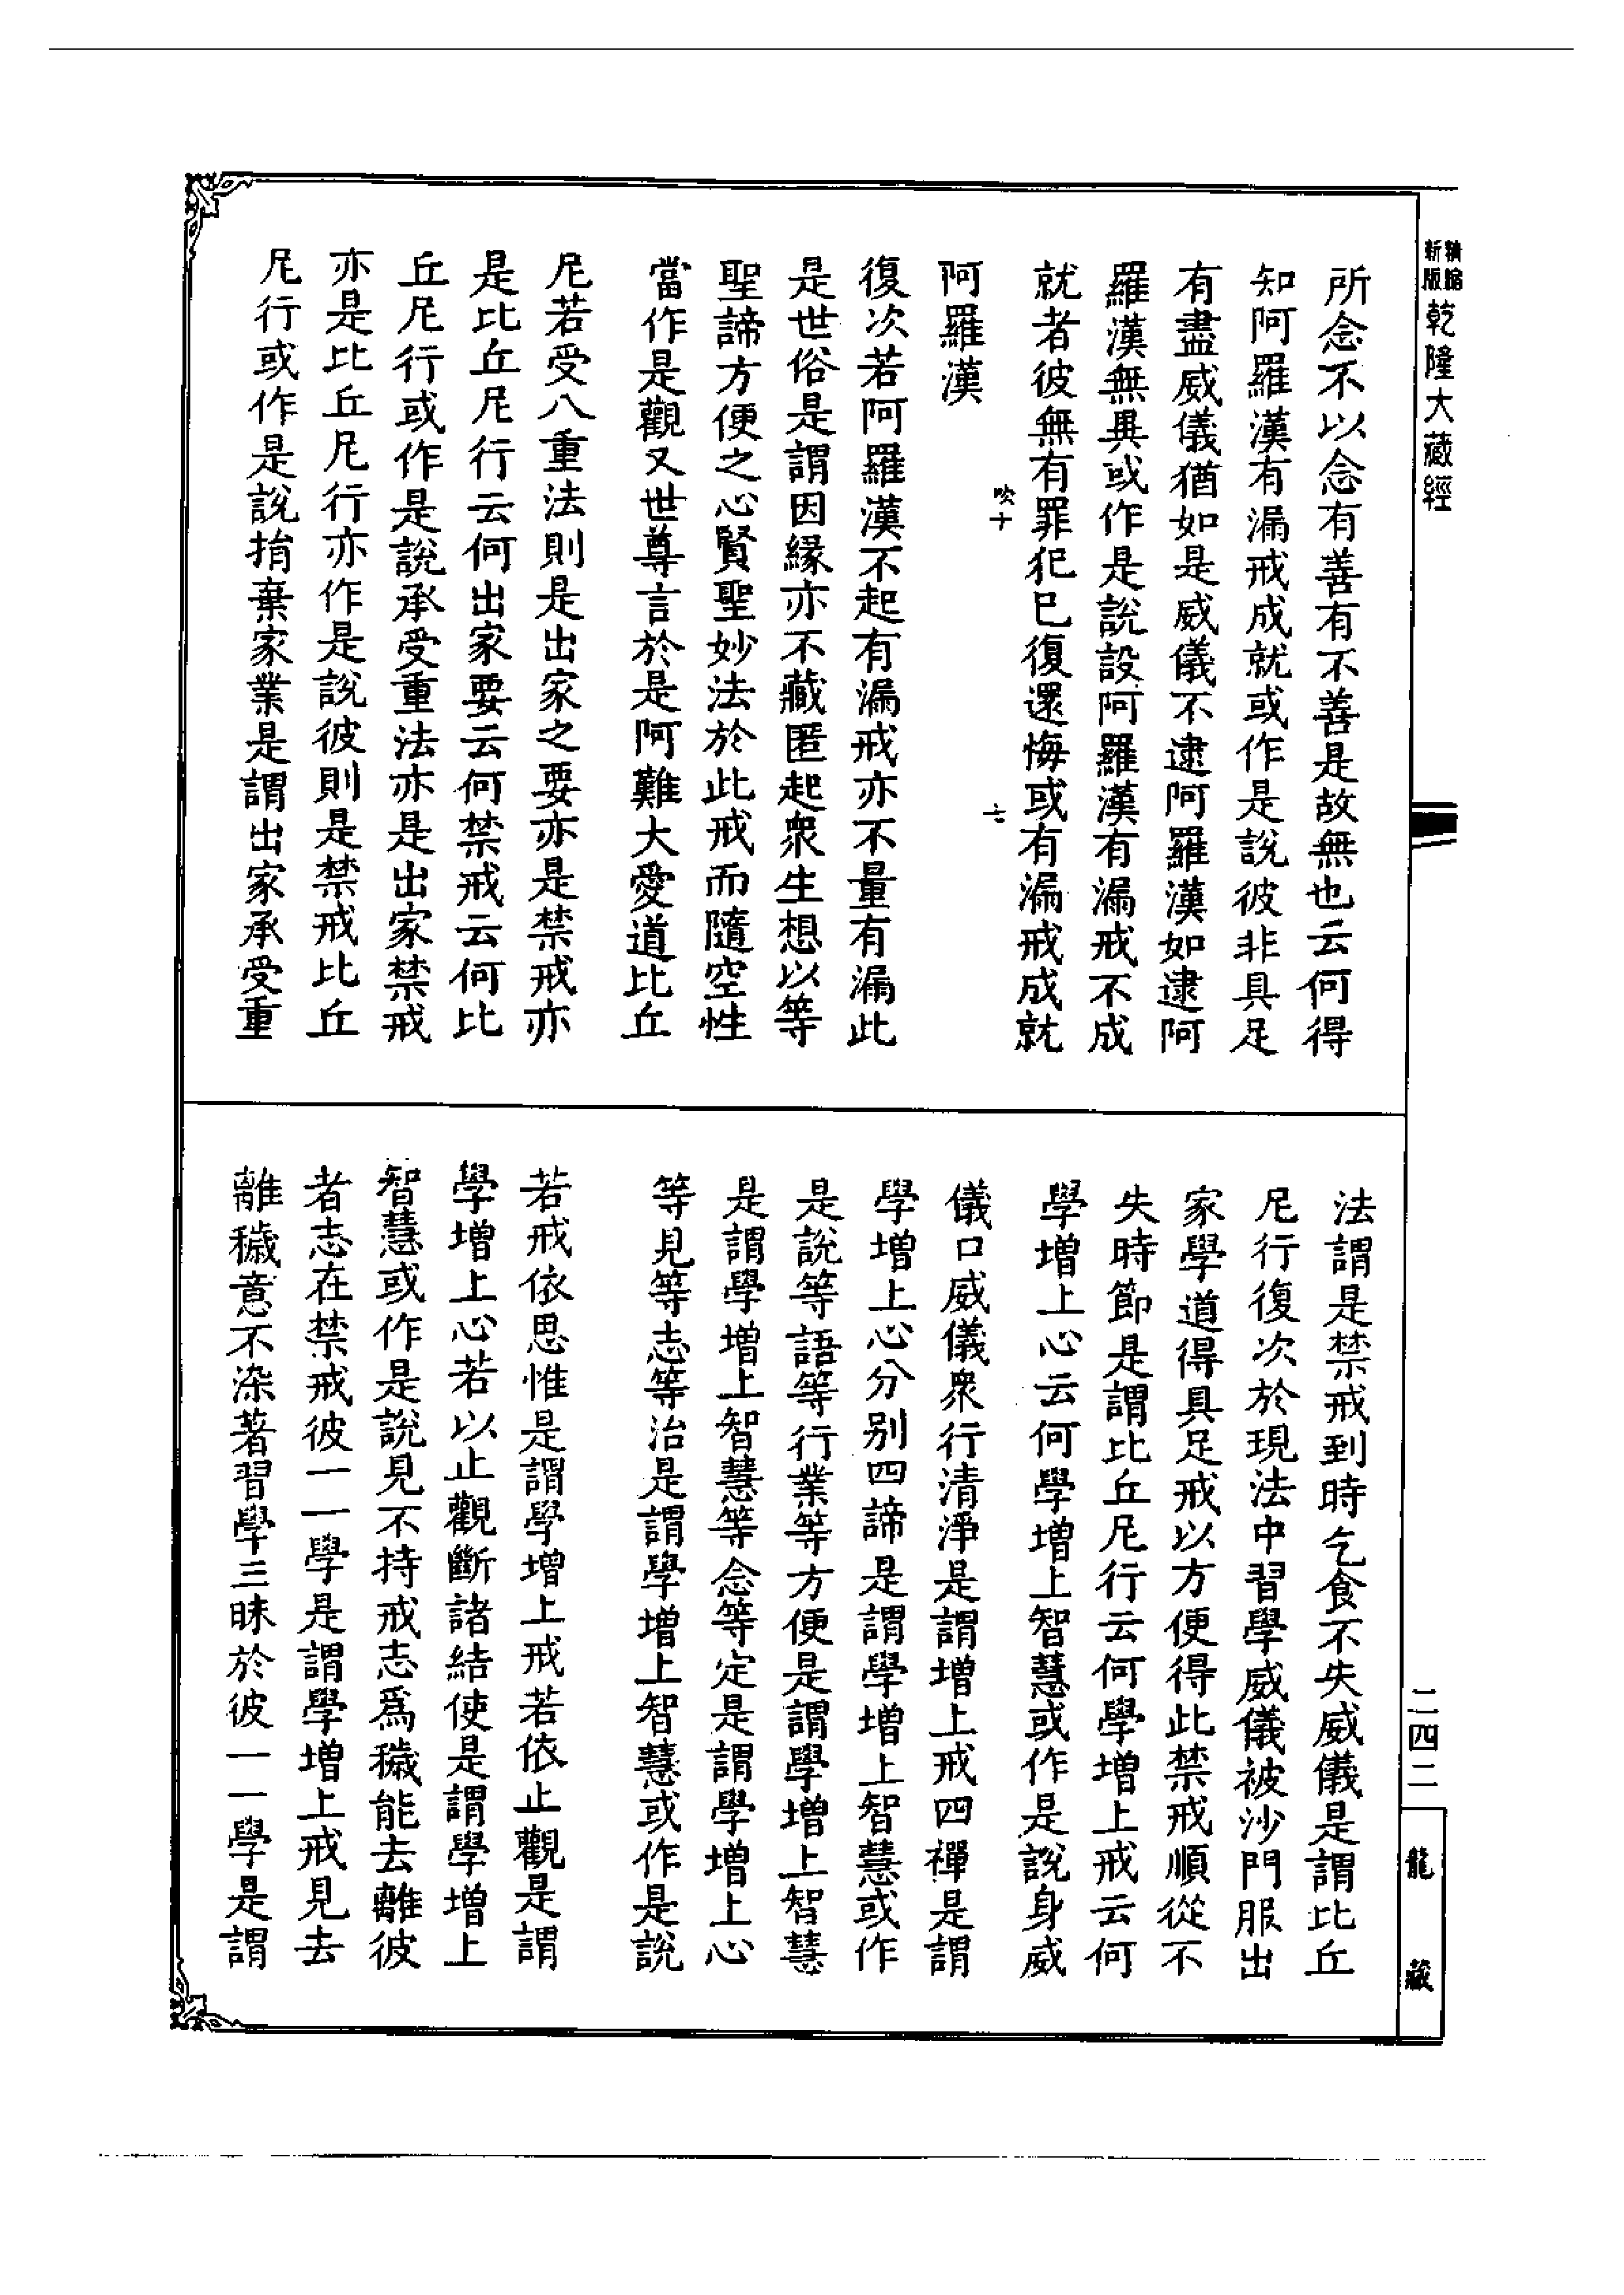 新版精縮乾隆大藏經
所念不以念有善有不善是故無也云何得
知阿羅漢有漏戒成就或作是說彼非具足
有盡威儀猶如是威儀不逮阿羅漢如逮阿
羅漢無異或作是說設阿羅漢有漏戒不成
就者彼無有罪犯已復還悔或有漏戒成就
十
七
阿羅漢
復次若阿羅漢不起有漏戒亦不量有漏此
是世俗是謂因緣亦不藏匿起眾生想以等
聖諦方便之心賢聖妙法於此戒而隨空性
當作是觀又世尊言於是阿難大愛道比丘
尼若受八重法則是出家之要亦是禁戒亦
是比丘尼行云何出家要云何禁戒云何比
丘尼行或作是說承受重法亦是出家禁戒
亦是比丘尼行亦作是說彼則是禁戒比丘
尼行或作是說捐棄家業是謂出家承受重
法謂是禁戒到時乞食不失威儀是謂比丘
尼行復次於現法中習學威儀被沙門服出
家學道得具足戒以方便得此禁戒順從不
失時節是謂比丘尼行云何學增上戒云何
學增上心云何學增上智慧或作是說身威
儀口威儀眾行清淨是謂增上戒四禪是謂
學增上心分別四諦是謂學增上智慧或作
是說等語等行業等方便是謂學增上智慧
是謂學增上智慧等念等定是謂學增上心
等見等志等治是謂學增上智慧或作是說
若戒依思惟是謂學增上戒若依止觀是謂
學增上心若以止觀斷諸結使是謂學增上
智慧或作是說見不持戒志為穢能去離彼
者志在禁戒彼一一學是謂學增上戒見去
離穢意不染著習學三昧於彼一一學是謂
二四二
龍藏